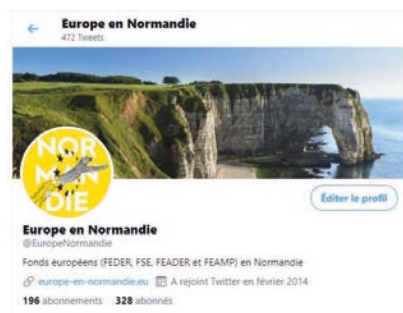 Europe en Normandie
472 Tweets
NOR
MAN
DIE
Éditer le profil
Europe en Normandie
@EuropeNormandie
Fonds européens (FEDER, FSE, FEADER et FEAMP) en Normandie
europe-en-normandie.eu A rejoint Twitter en février 2014
196 abonnements 328 abonnés